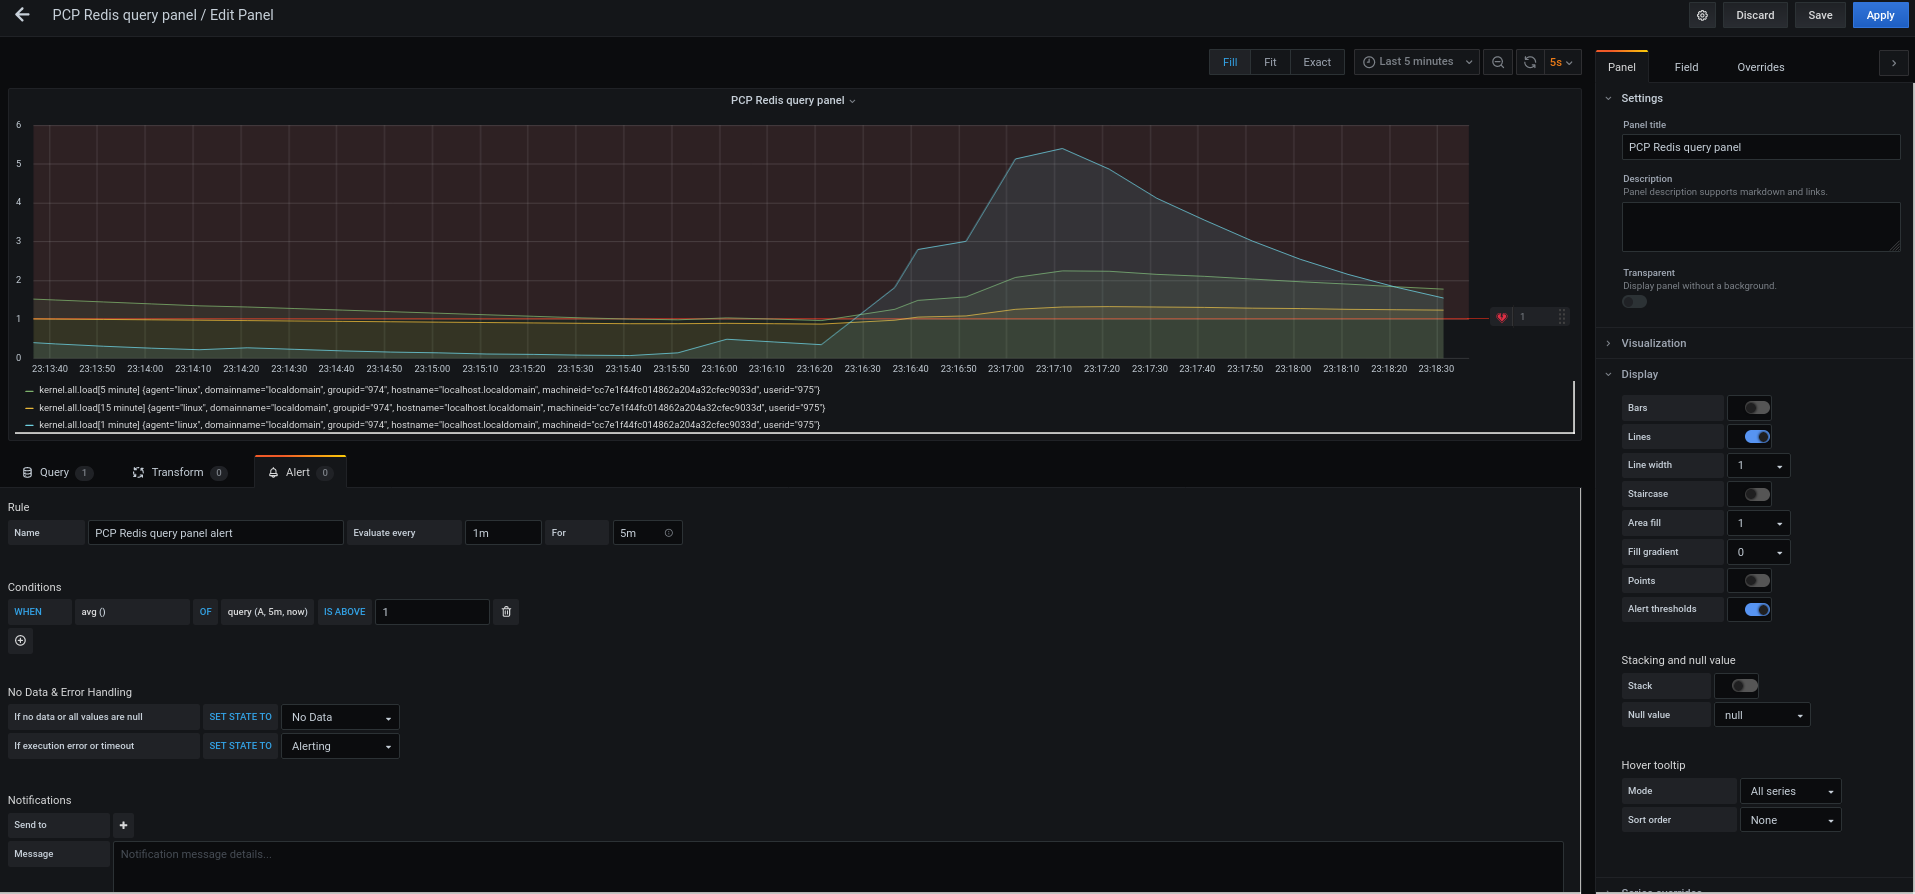 PCP Redis query panel / Edit Panel
Discard
Save
Apply
Fill
Fit
Exact
Last 5 minutes
5s
Panel
Field
Overrides
PCP Redis query panel
6
5
4
3
2
1
0
1
23:13:40 23:13:50 23:14:00 23:14:10 23:14:20 23:14:30 23:14:40 23:14:50 23:15:00 23:15:10 23:15:20 23:15:30 23:15:40 23:15:50 23:16:00 23:16:10 23:16:20 23:16:30 23:16:40 23:16:50 23:17:00 23:17:10 23:17:20 23:17:30 23:17:40 23:17:50 23:18:00 23:18:10 23:18:20 23:18:30
kernel.all.load[5 minute] {agent="linux", domainname="localdomain", groupid="974", hostname="localhost.localdomain", machineid="cc7e1f44fc014862a204a32cfec9033d", userid="975"}
kernel.all.load[15 minute] {agent="linux", domainname="localdomain", groupid="974", hostname="localhost.localdomain", machineid="cc7e1f44fc014862a204a32cfec9033d", userid="975"}
kernel.all.load[1 minute] {agent="linux", domainname="localdomain", groupid="974", hostname="localhost.localdomain", machineid="cc7e1f44fc014862a204a32cfec9033d", userid="975"}
Query 1
Transform 0
Alert 0
Rule
Name PCP Redis query panel alert Evaluate every 1m For 5m
Conditions
WHEN avg () OF query (A, 5m, now) IS ABOVE 1
No Data & Error Handling
If no data or all values are null SET STATE TO No Data
If execution error or timeout SET STATE TO Alerting
Notifications
Send to
Message Notification message details...
Settings
Panel title
PCP Redis query panel
Description
Panel description supports markdown and links.
Transparent
Display panel without a background.
Visualization
Display
Bars
Lines
Line width 1
Staircase
Area fill 1
Fill gradient 0
Points
Alert thresholds
Stacking and null value
Stack
Null value null
Hover tooltip
Mode All series
Sort order None
Series overrides